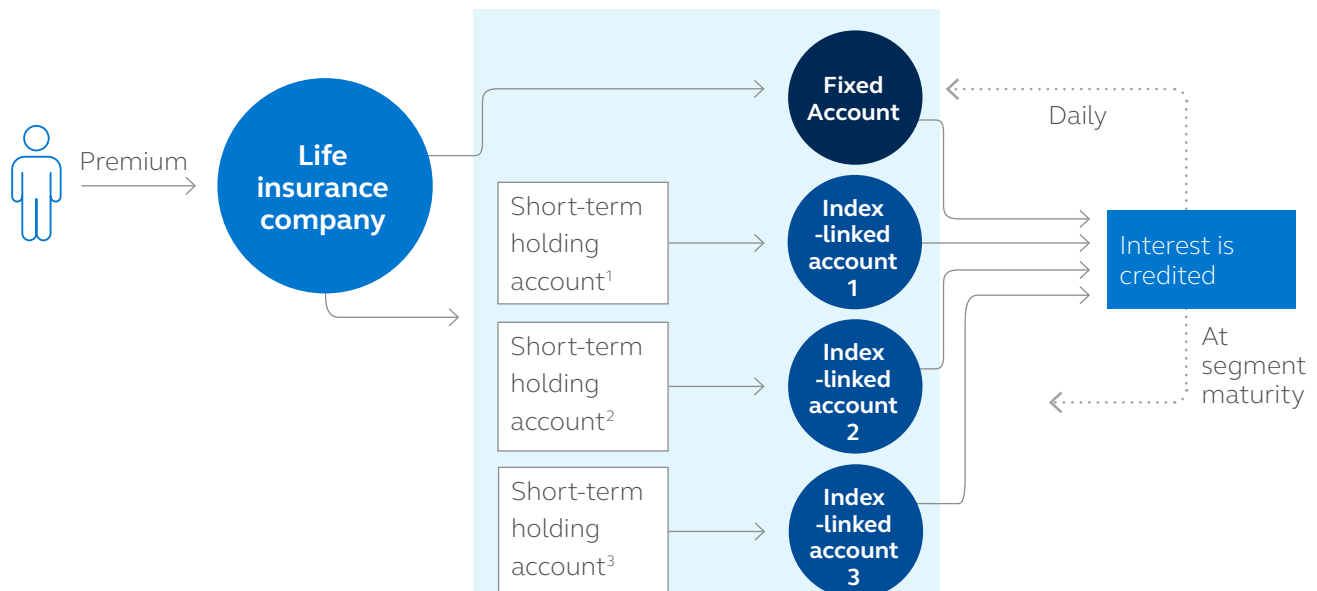 Premium
Life
insurance
company
Fixed
Account
Daily
Short-term
holding
account¹
Index
-linked
account
1
Interest is
credited
Short-term
holding
account²
Index
-linked
account
2
At
segment
maturity
Short-term
holding
account³
Index
-linked
account
3